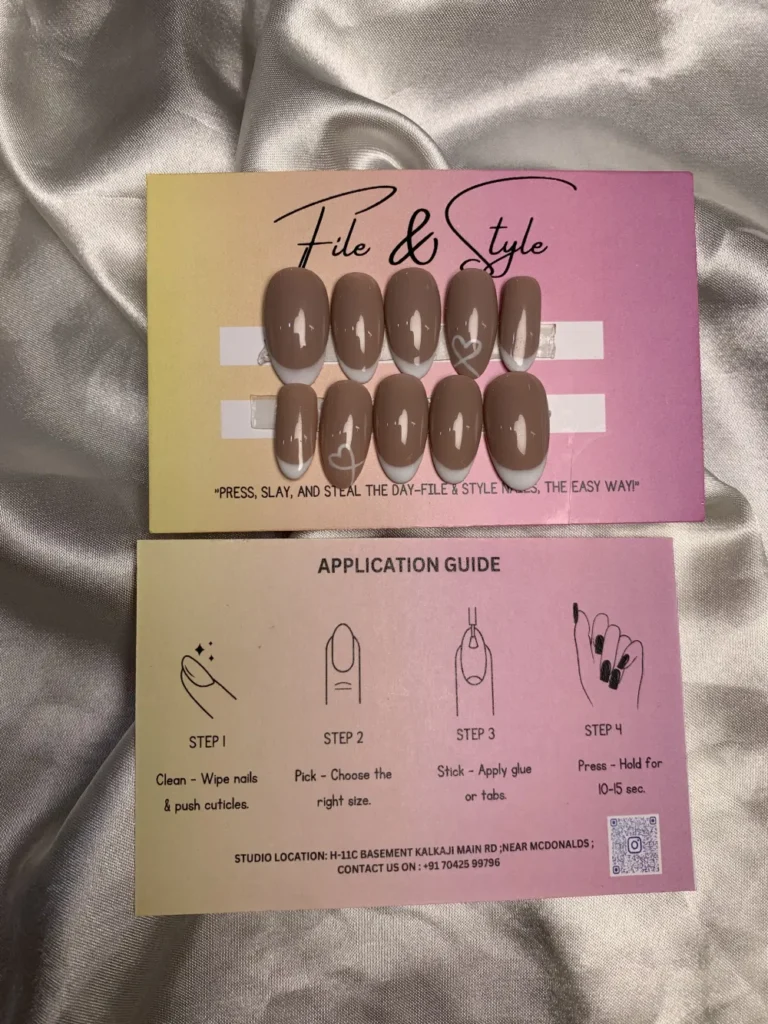 File & Style
"PRESS, SLAY, AND STEAL THE DAY–FILE & STYLE NAILS, THE EASY WAY!"
APPLICATION GUIDE
STEP 1
STEP 2
STEP 3
STEP 4
Clean - Wipe nails
& push cuticles.
Pick - Choose the
right size.
Stick - Apply glue
or tabs.
Press - Hold for
10-15 sec.
STUDIO LOCATION: H-11C BASEMENT KALKAJI MAIN RD ;NEAR MCDONALDS ;
CONTACT US ON : +91 70425 99796